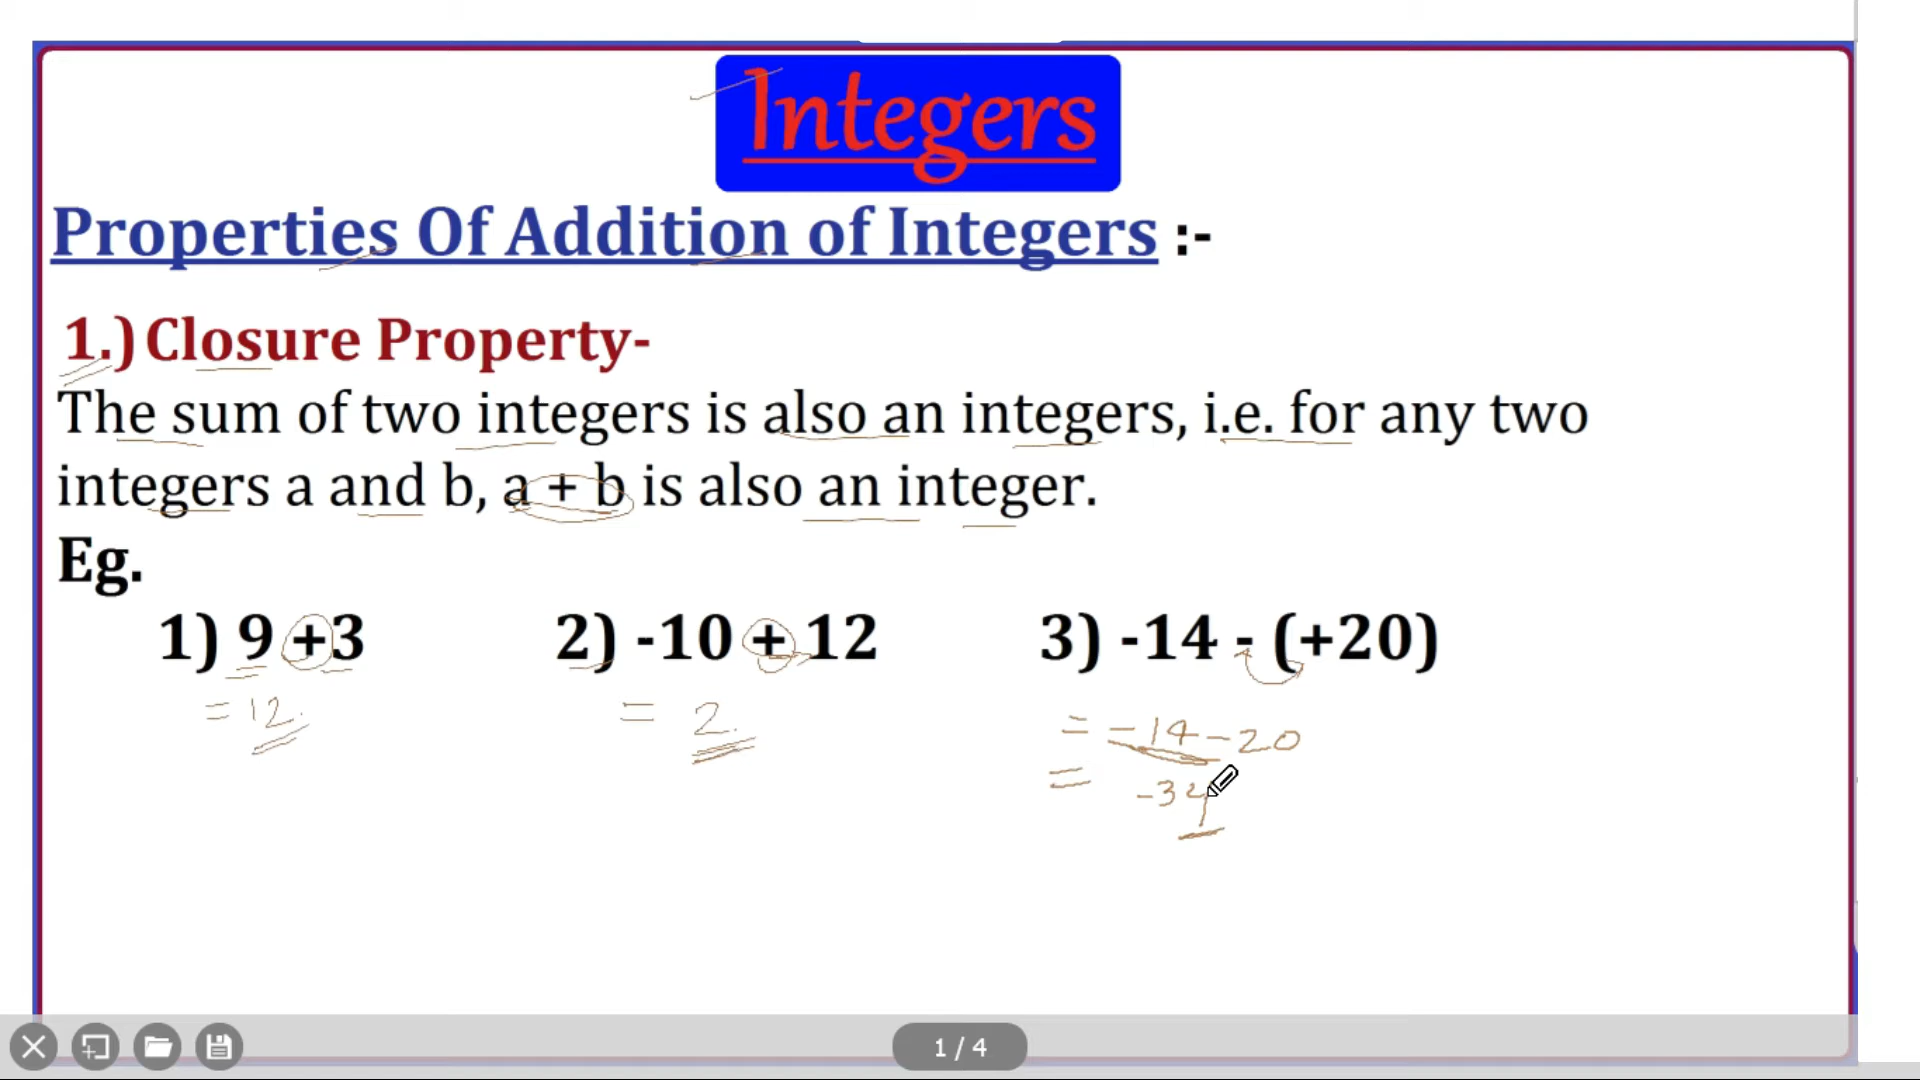 Integers
Properties Of Addition of Integers :-
1.) Closure Property-
The sum of two integers is also an integers, i.e. for any two
integers a and b, a + b is also an integer.
Eg.
1) 9 +3 2) -10 + 12 3) -14 - (+20)
= 12. = 2. = -14-20
= -34
1 / 4